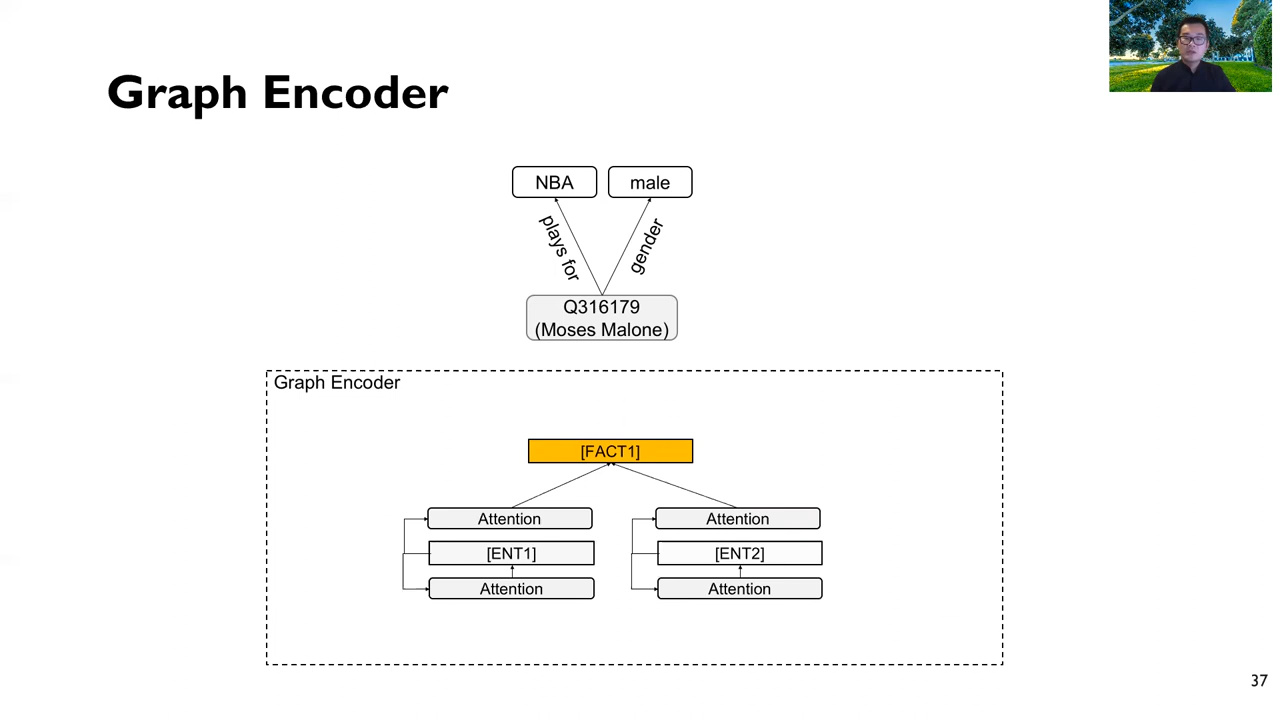 Graph Encoder
NBA
male
plays for
gender
Q316179
(Moses Malone)
Graph Encoder
[FACT1]
Attention
Attention
[ENT1]
[ENT2]
Attention
Attention
37